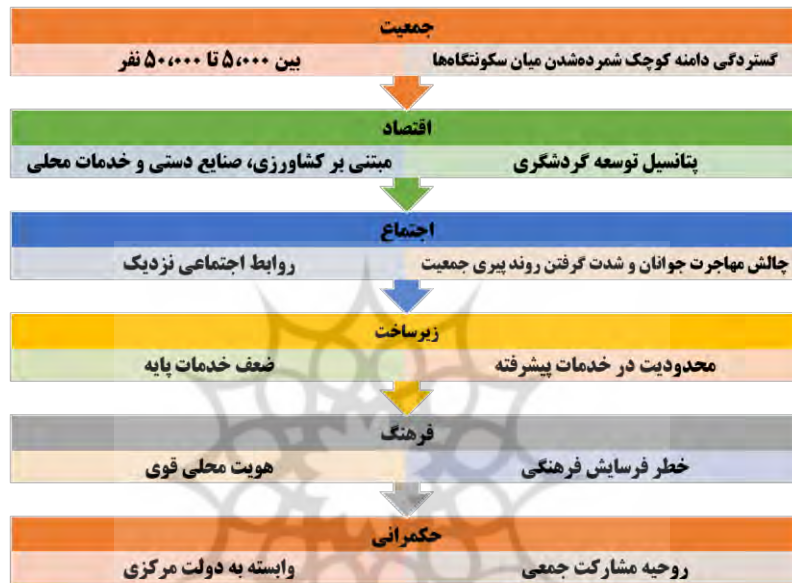 جمعیت
گستردگی دامنه کوچک شمرده‌شدن میان سکونتگاه‌ها
بین ۵،۰۰۰ تا ۵۰،۰۰۰ نفر
اقتصاد
پتانسیل توسعه گردشگری
مبتنی بر کشاورزی، صنایع دستی و خدمات محلی
اجتماع
چالش مهاجرت جوانان و شدت گرفتن روند پیری جمعیت
روابط اجتماعی نزدیک
زیرساخت
محدودیت در خدمات پیشرفته
ضعف خدمات پایه
فرهنگ
خطر فرسایش فرهنگی
هویت محلی قوی
حکمرانی
روحیه مشارکت جمعی
وابسته به دولت مرکزی